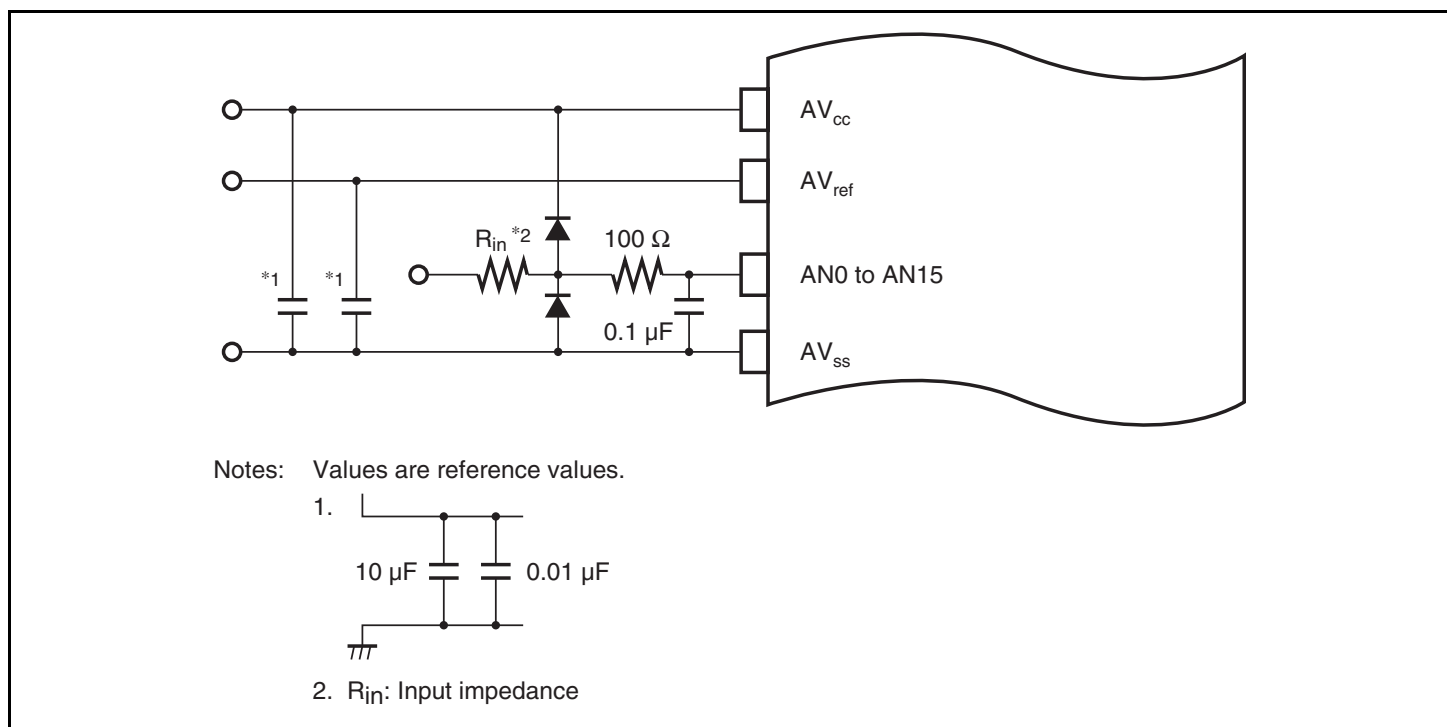 AVcc
AVref
Rin *2
100 Ω
*1
*1
AN0 to AN15
0.1 µF
AVss
Notes: Values are reference values.
1.
10 µF
0.01 µF
2. Rin: Input impedance